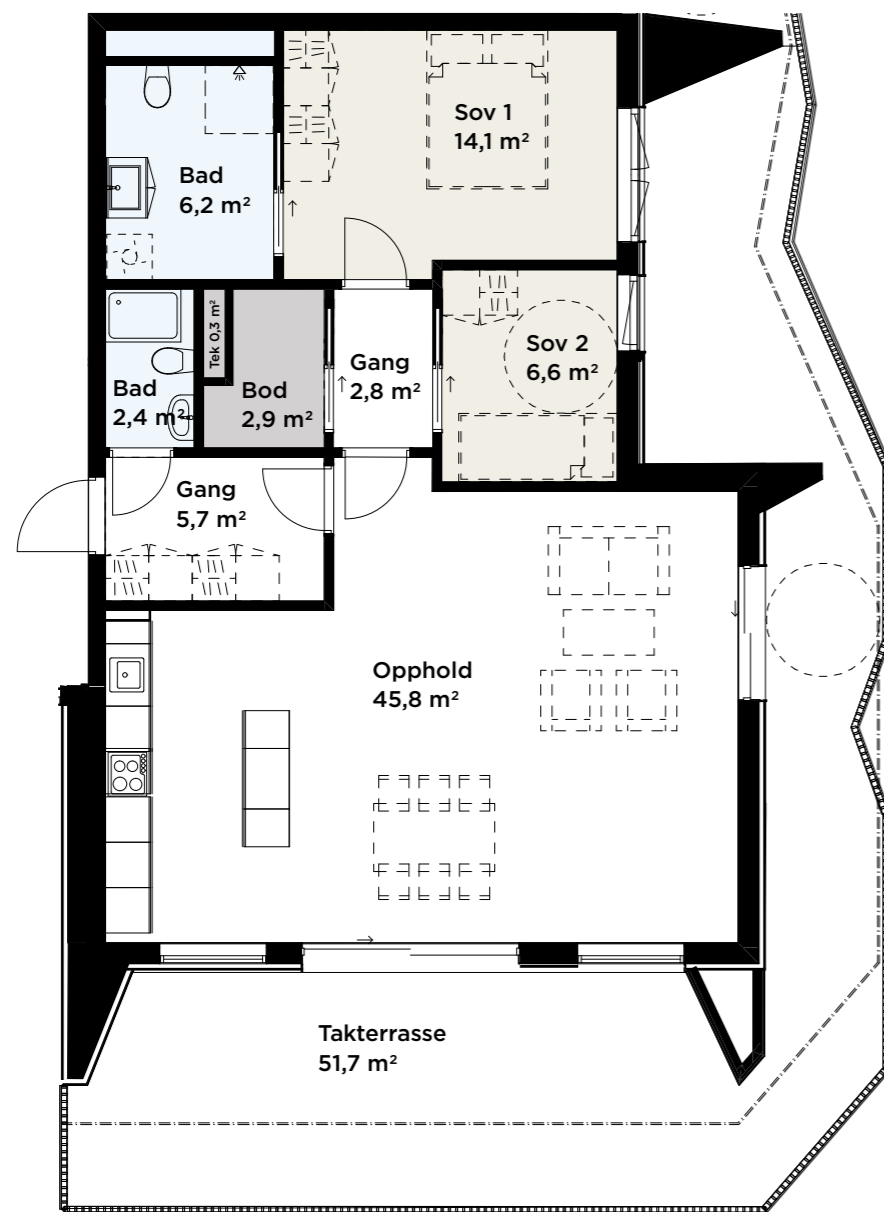 Sov 1
14,1 m²
Bad
6,2 m²
Tek 0,3 m²
Sov 2
6,6 m²
Gang
2,8 m²
Bad
2,4 m²
Bod
2,9 m²
Gang
5,7 m²
Opphold
45,8 m²
Takterrasse
51,7 m²